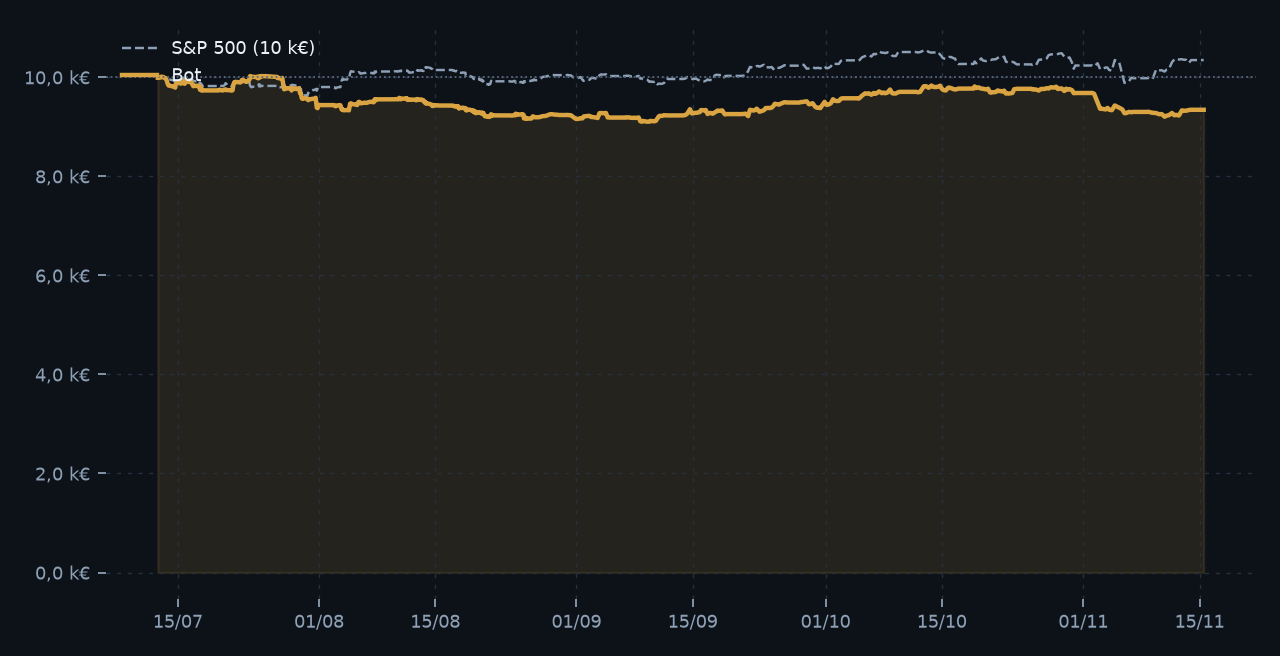 S&P 500 (10 k€)
Bot
10,0 k€
8,0 k€
6,0 k€
4,0 k€
2,0 k€
0,0 k€
15/07 01/08 15/08 01/09 15/09 01/10 15/10 01/11 15/11